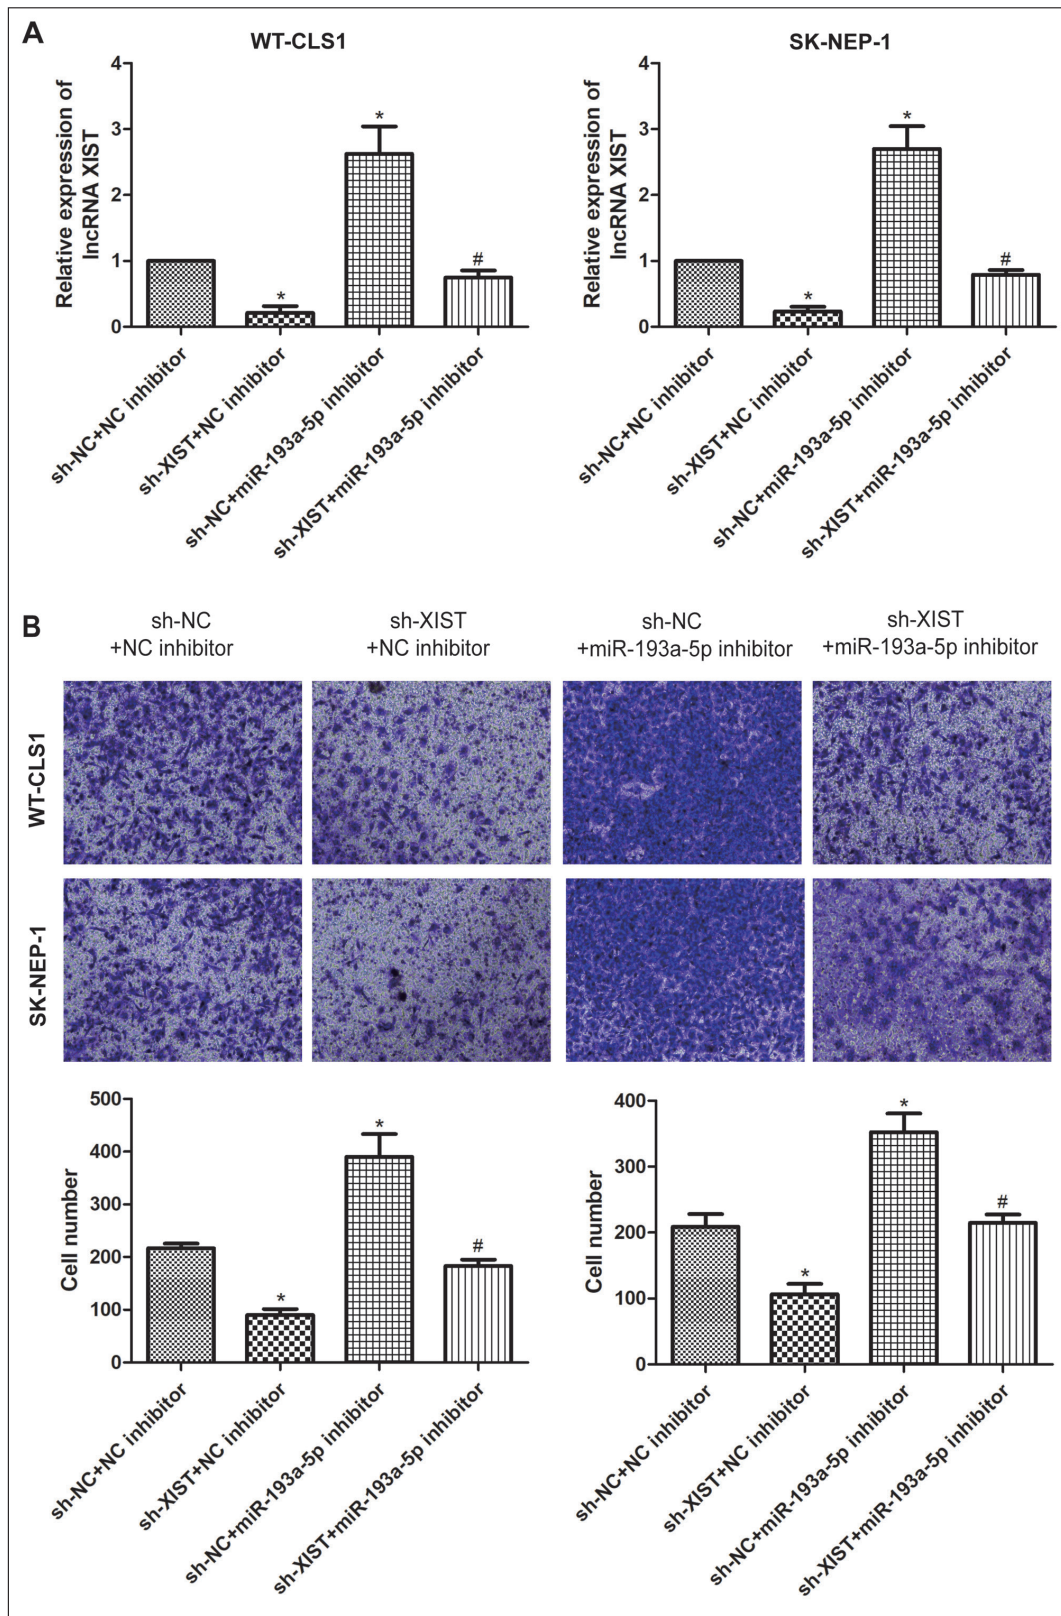 A
WT-CLS1
SK-NEP-1
Relative expression of
lncRNA XIST
4
3
2
1
0
*
*
#
sh-NC+NC inhibitor
sh-XIST+NC inhibitor
sh-NC+miR-193a-5p inhibitor
sh-XIST+miR-193a-5p inhibitor
Relative expression of
lncRNA XIST
4
3
2
1
0
*
*
#
sh-NC+NC inhibitor
sh-XIST+NC inhibitor
sh-NC+miR-193a-5p inhibitor
sh-XIST+miR-193a-5p inhibitor
B
sh-NC
+NC inhibitor
sh-XIST
+NC inhibitor
sh-NC
+miR-193a-5p inhibitor
sh-XIST
+miR-193a-5p inhibitor
WT-CLS1
SK-NEP-1
Cell number
500
400
300
200
100
0
*
*
#
sh-NC+NC inhibitor
sh-XIST+NC inhibitor
sh-NC+miR-193a-5p inhibitor
sh-XIST+miR-193a-5p inhibitor
Cell number
400
300
200
100
0
*
*
#
sh-NC+NC inhibitor
sh-XIST+NC inhibitor
sh-NC+miR-193a-5p inhibitor
sh-XIST+miR-193a-5p inhibitor